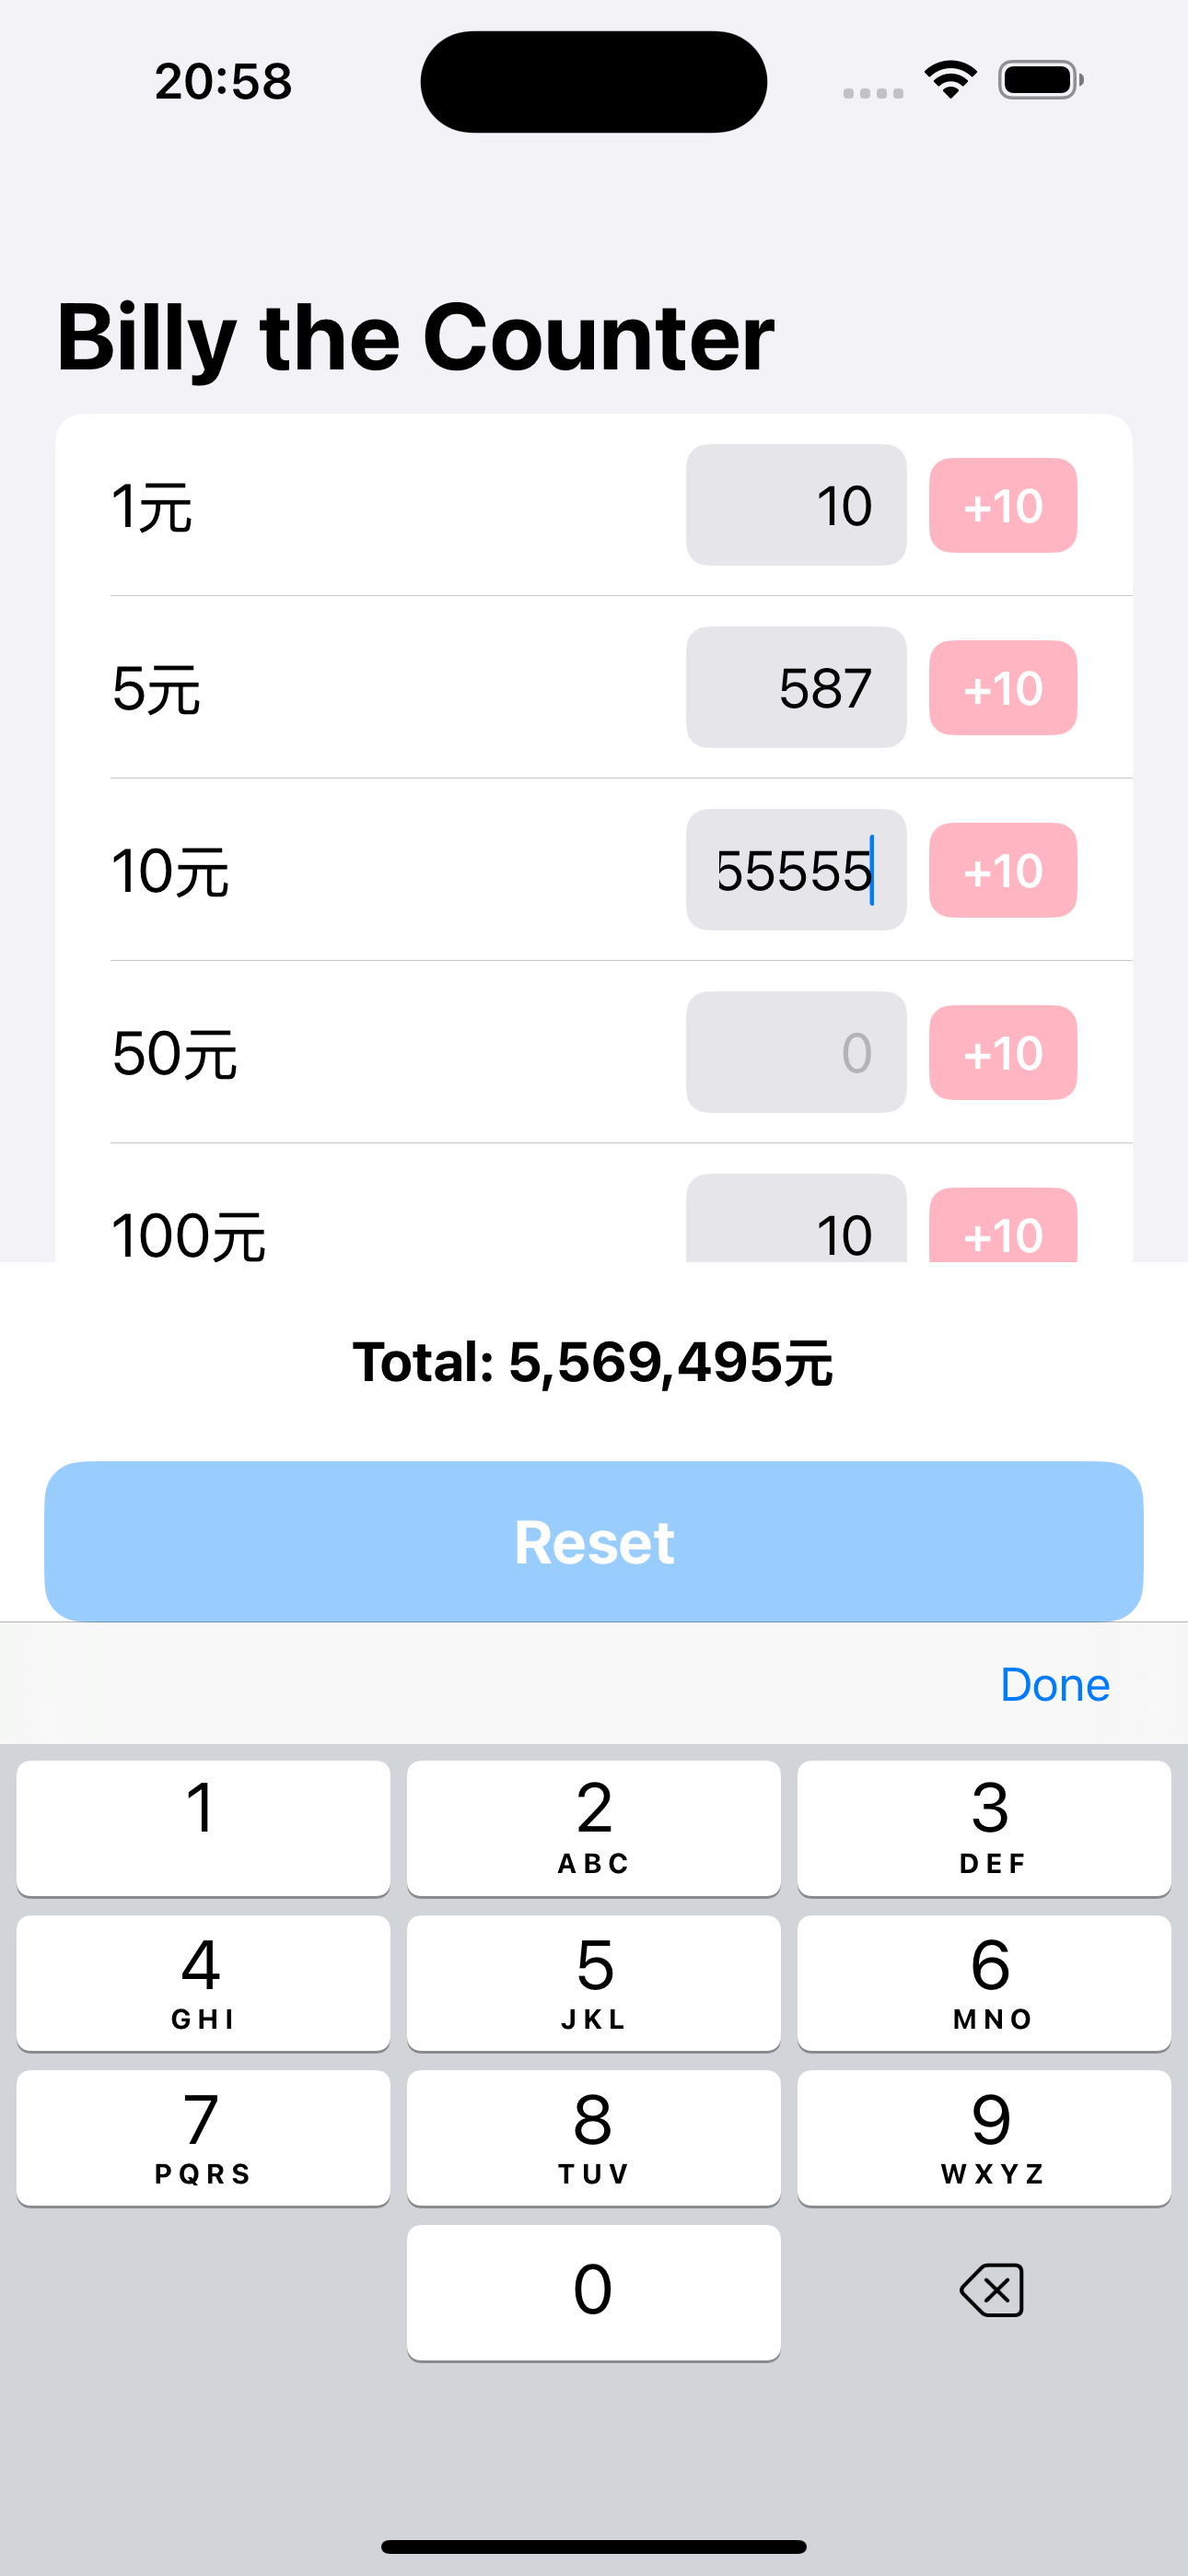 20:58
Billy the Counter
1元 10 +10
5元 587 +10
10元 55555 +10
50元 0 +10
100元 10 +10
Total: 5,569,495元
Reset
Done
1 2 3
ABC DEF
4 5 6
GHI JKL MNO
7 8 9
PQRS TUV WXYZ
0